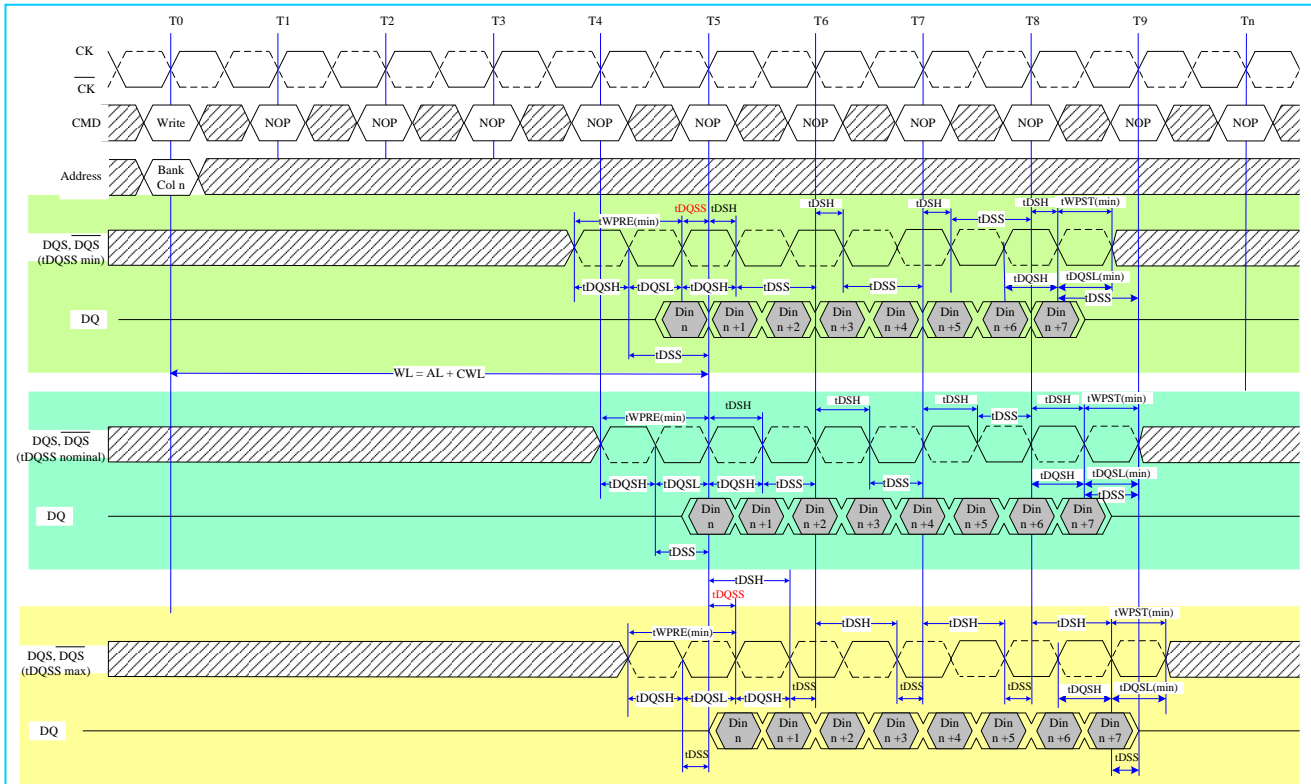 T0 T1 T2 T3 T4 T5 T6 T7 T8 T9 Tn
CK
CK
CMD Write NOP NOP NOP NOP NOP NOP NOP NOP NOP NOP
Address Bank
Col n
tDQSS tDSH tDSH tDSH tDSH tWPST(min)
tWPRE(min) tDSS
DQS, DQS
(tDQSS min)
tDQSH tDQSL tDQSH tDSS tDSS tDQSH tDQSL(min)
tDSS
DQ Din
n Din
n +1 Din
n +2 Din
n +3 Din
n +4 Din
n +5 Din
n +6 Din
n +7
tDSS
WL = AL + CWL
tWPRE(min) tDSH tDSH tDSH tDSH tWPST(min)
tDSS
DQS, DQS
(tDQSS nominal)
tDQSH tDQSL tDQSH tDSS tDSS tDQSH tDQSL(min)
tDSS
DQ Din
n Din
n +1 Din
n +2 Din
n +3 Din
n +4 Din
n +5 Din
n +6 Din
n +7
tDSS
tDSH
tDQSS
tWPRE(min) tDSH tDSH tDSH tWPST(min)
DQS, DQS
(tDQSS max)
tDQSH tDQSL tDQSH tDSS tDSS tDSS tDQSH tDQSL(min)
DQ Din
n Din
n +1 Din
n +2 Din
n +3 Din
n +4 Din
n +5 Din
n +6 Din
n +7
tDSS tDSS